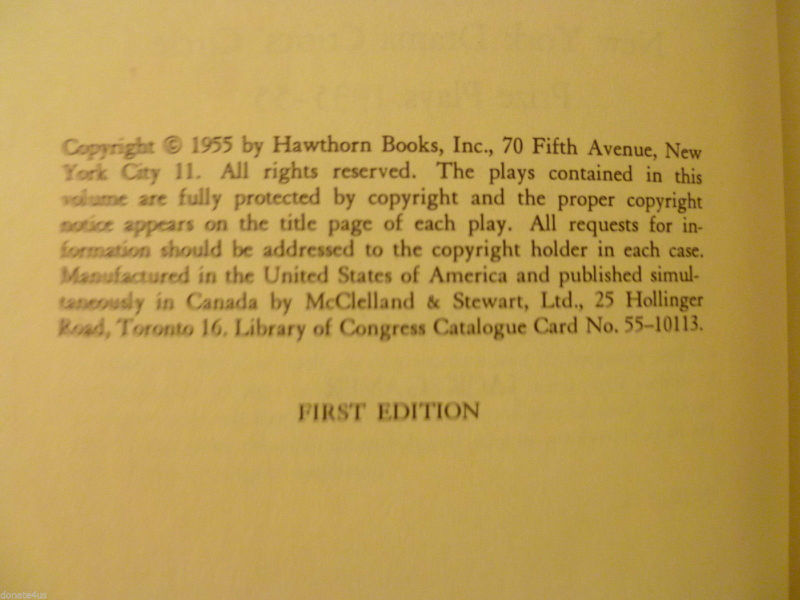 Copyright © 1955 by Hawthorn Books, Inc., 70 Fifth Avenue, New
York City 11. All rights reserved. The plays contained in this
volume are fully protected by copyright and the proper copyright
notice appears on the title page of each play. All requests for in-
formation should be addressed to the copyright holder in each case.
Manufactured in the United States of America and published simul-
taneously in Canada by McClelland & Stewart, Ltd., 25 Hollinger
Road, Toronto 16. Library of Congress Catalogue Card No. 55-10113.
FIRST EDITION
donate4us